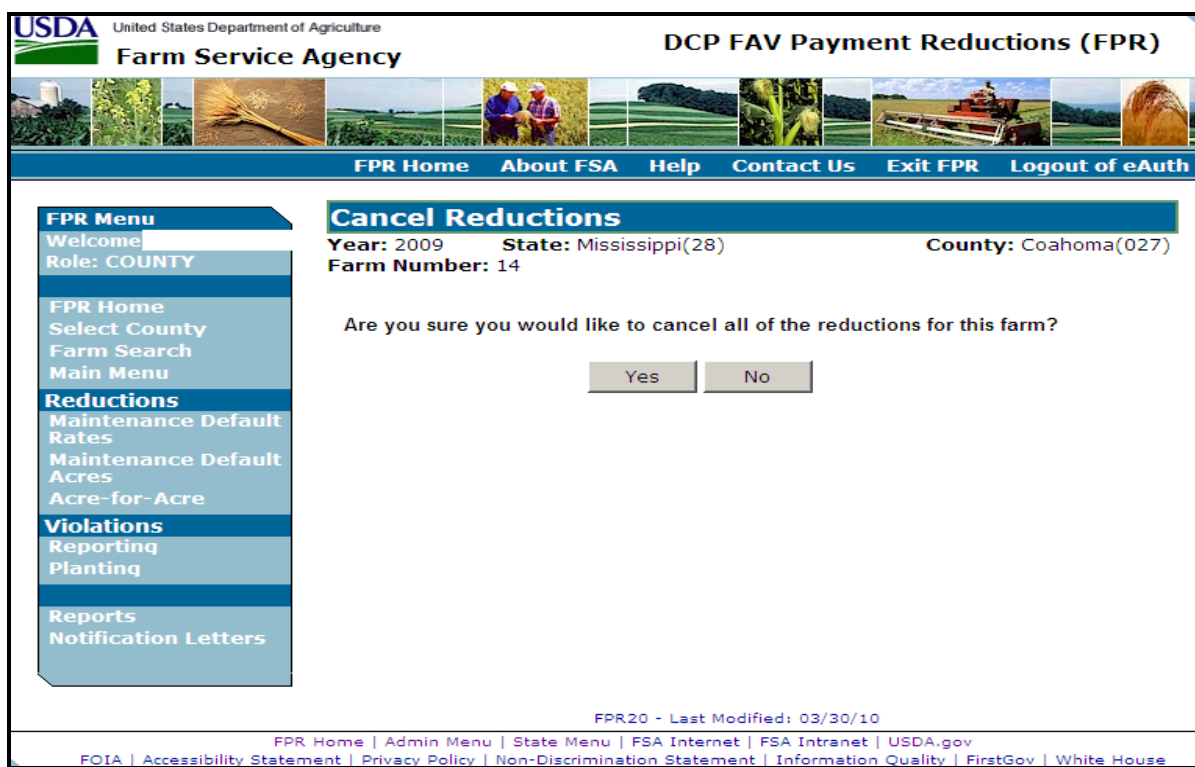 USDA United States Department of Agriculture
Farm Service Agency
DCP FAV Payment Reductions (FPR)
FPR Home About FSA Help Contact Us Exit FPR Logout of eAuth
FPR Menu
Welcome
Role: COUNTY
FPR Home
Select County
Farm Search
Main Menu
Reductions
Maintenance Default
Rates
Maintenance Default
Acres
Acre-for-Acre
Violations
Reporting
Planting
Reports
Notification Letters
Cancel Reductions
Year: 2009 State: Mississippi(28) County: Coahoma(027)
Farm Number: 14
Are you sure you would like to cancel all of the reductions for this farm?
Yes No
FPR20 - Last Modified: 03/30/10
FPR Home | Admin Menu | State Menu | FSA Internet | FSA Intranet | USDA.gov
FOIA | Accessibility Statement | Privacy Policy | Non-Discrimination Statement | Information Quality | FirstGov | White House